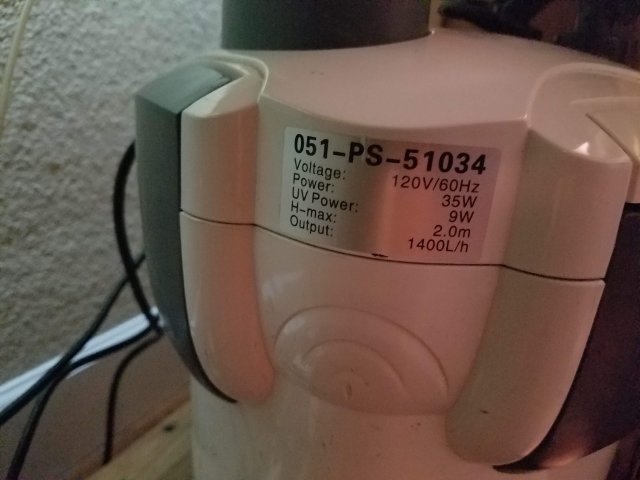 051-PS-51034
Voltage: 120V/60Hz
Power: 35W
UV Power: 9W
H-max: 2.0m
Output: 1400L/h